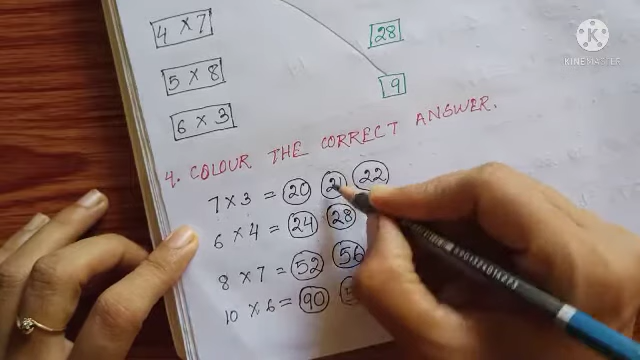 4 × 7
28
5 × 8
9
6 × 3
4. COLOUR THE CORRECT ANSWER.
7 × 3 = 20 21 22
6 × 4 = 24 28
8 × 7 = 52 56
10 × 6 = 90
KINEMASTER